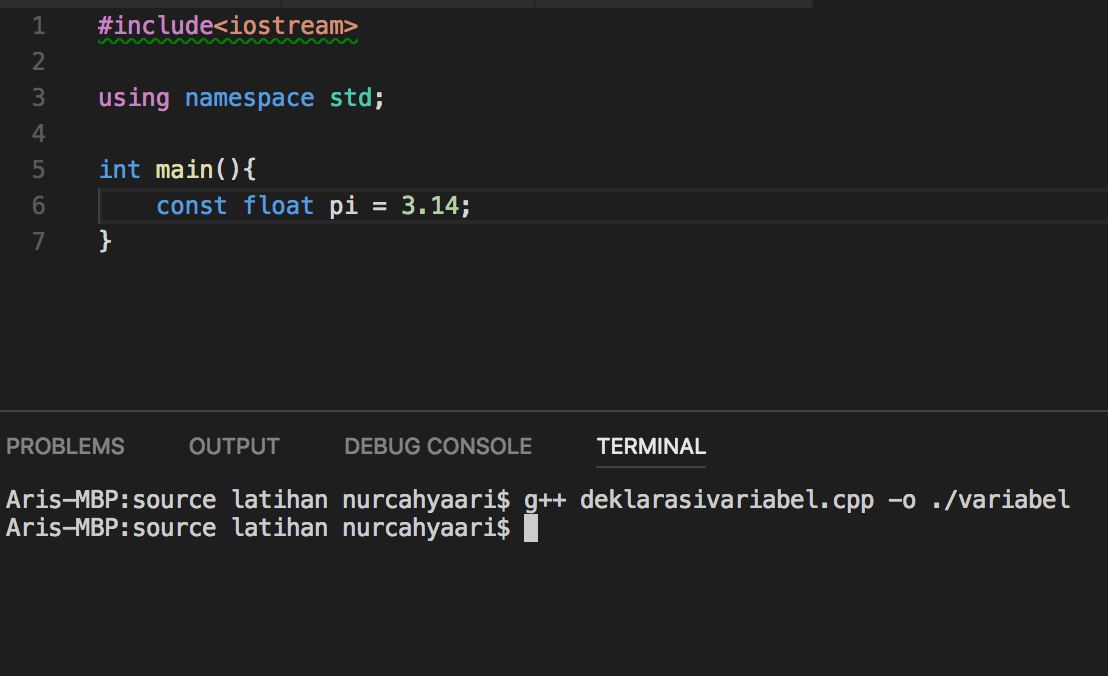 1 #include<iostream>
2
3 using namespace std;
4
5 int main(){
6     const float pi = 3.14;
7 }
PROBLEMS OUTPUT DEBUG CONSOLE TERMINAL
Aris-MBP:source latihan nurcahyaari$ g++ deklarasivariabel.cpp -o ./variabel
Aris-MBP:source latihan nurcahyaari$